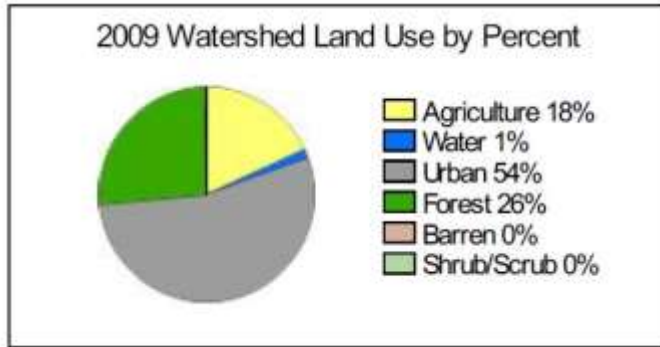 2009 Watershed Land Use by Percent
Agriculture 18%
Water 1%
Urban 54%
Forest 26%
Barren 0%
Shrub/Scrub 0%